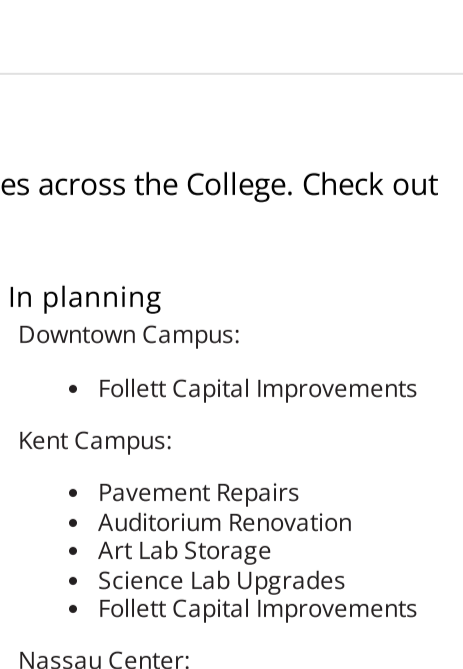 es across the College. Check out
In planning
Downtown Campus:
• Follett Capital Improvements
Kent Campus:
• Pavement Repairs
• Auditorium Renovation
• Art Lab Storage
• Science Lab Upgrades
• Follett Capital Improvements
Nassau Center: